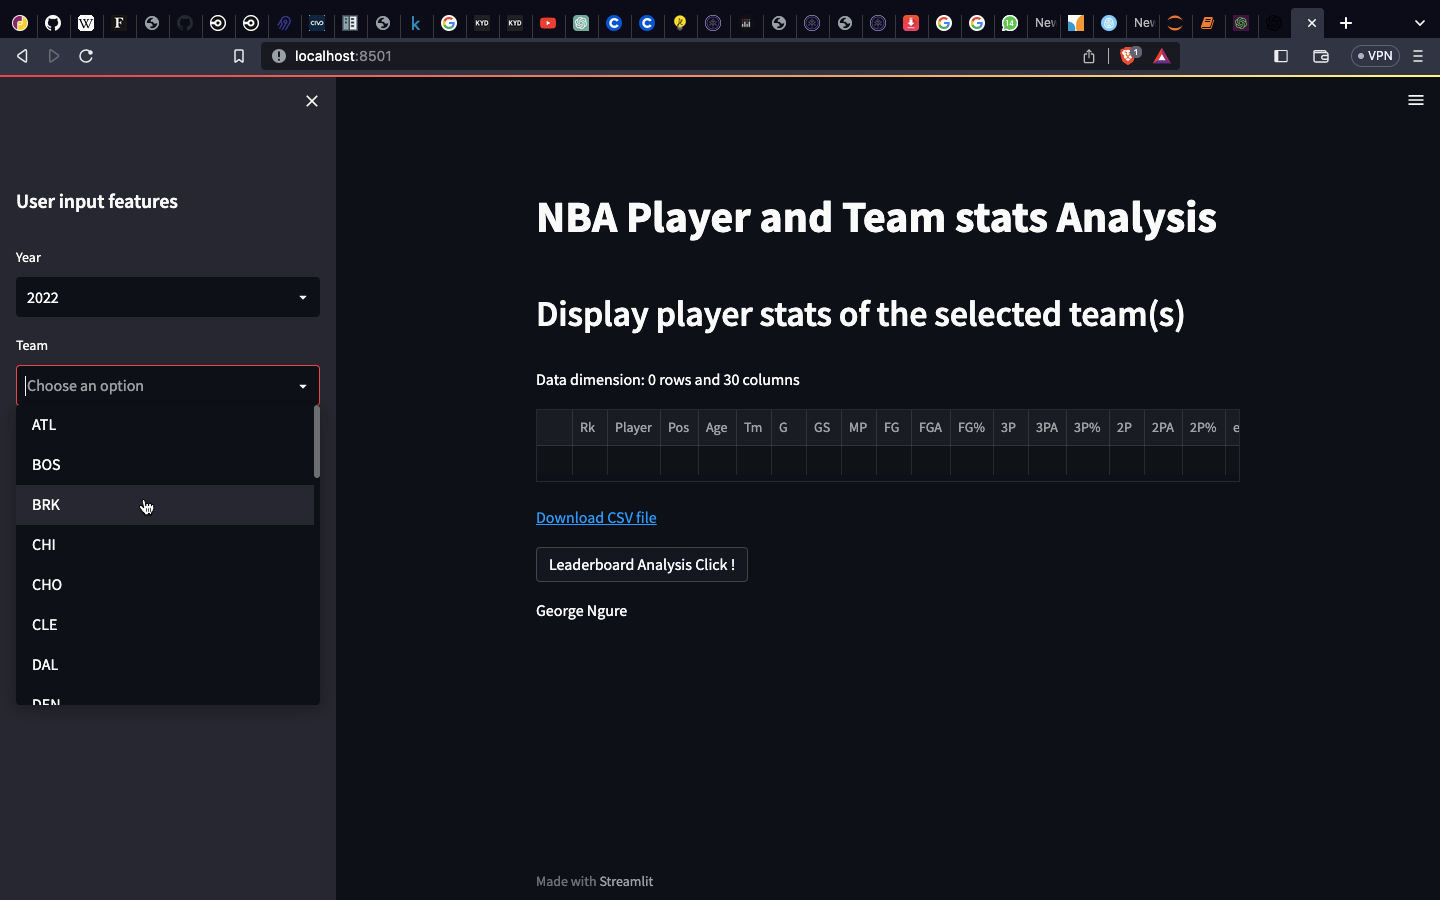 KYD
KYD
14
New
New
localhost:8501
1
VPN
User input features
Year
2022
Team
Choose an option
ATL
BOS
BRK
CHI
CHO
CLE
DAL
DEN
NBA Player and Team stats Analysis
Display player stats of the selected team(s)
Data dimension: 0 rows and 30 columns
Rk Player Pos Age Tm G GS MP FG FGA FG% 3P 3PA 3P% 2P 2PA 2P% e
Download CSV file
Leaderboard Analysis Click !
George Ngure
Made with Streamlit